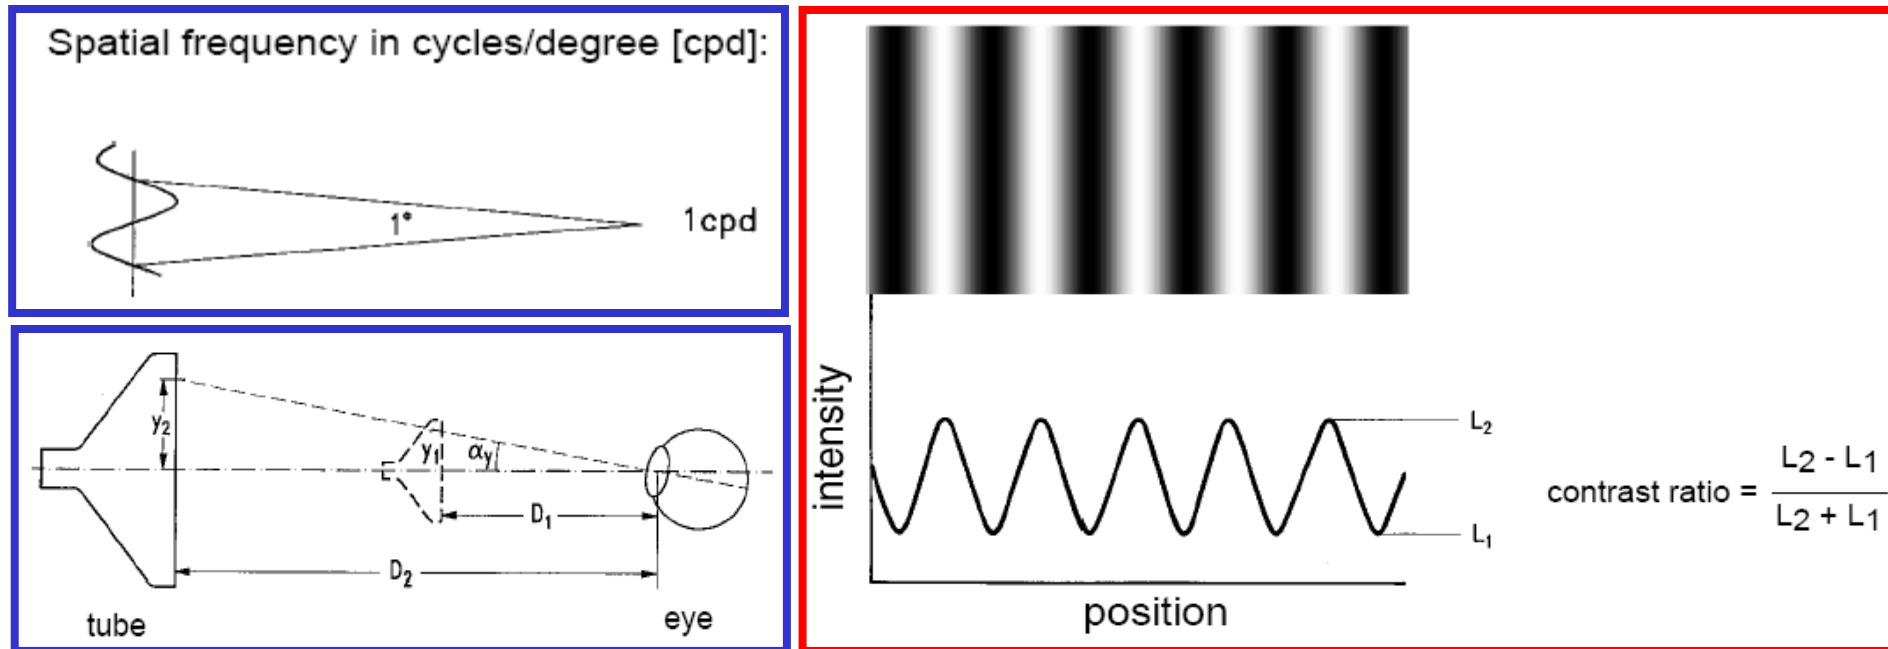 Spatial frequency in cycles/degree [cpd]:
1°
1cpd
y2
y1
αy
D1
D2
tube
eye
intensity
L2
L1
position
contrast ratio = L2 - L1
L2 + L1